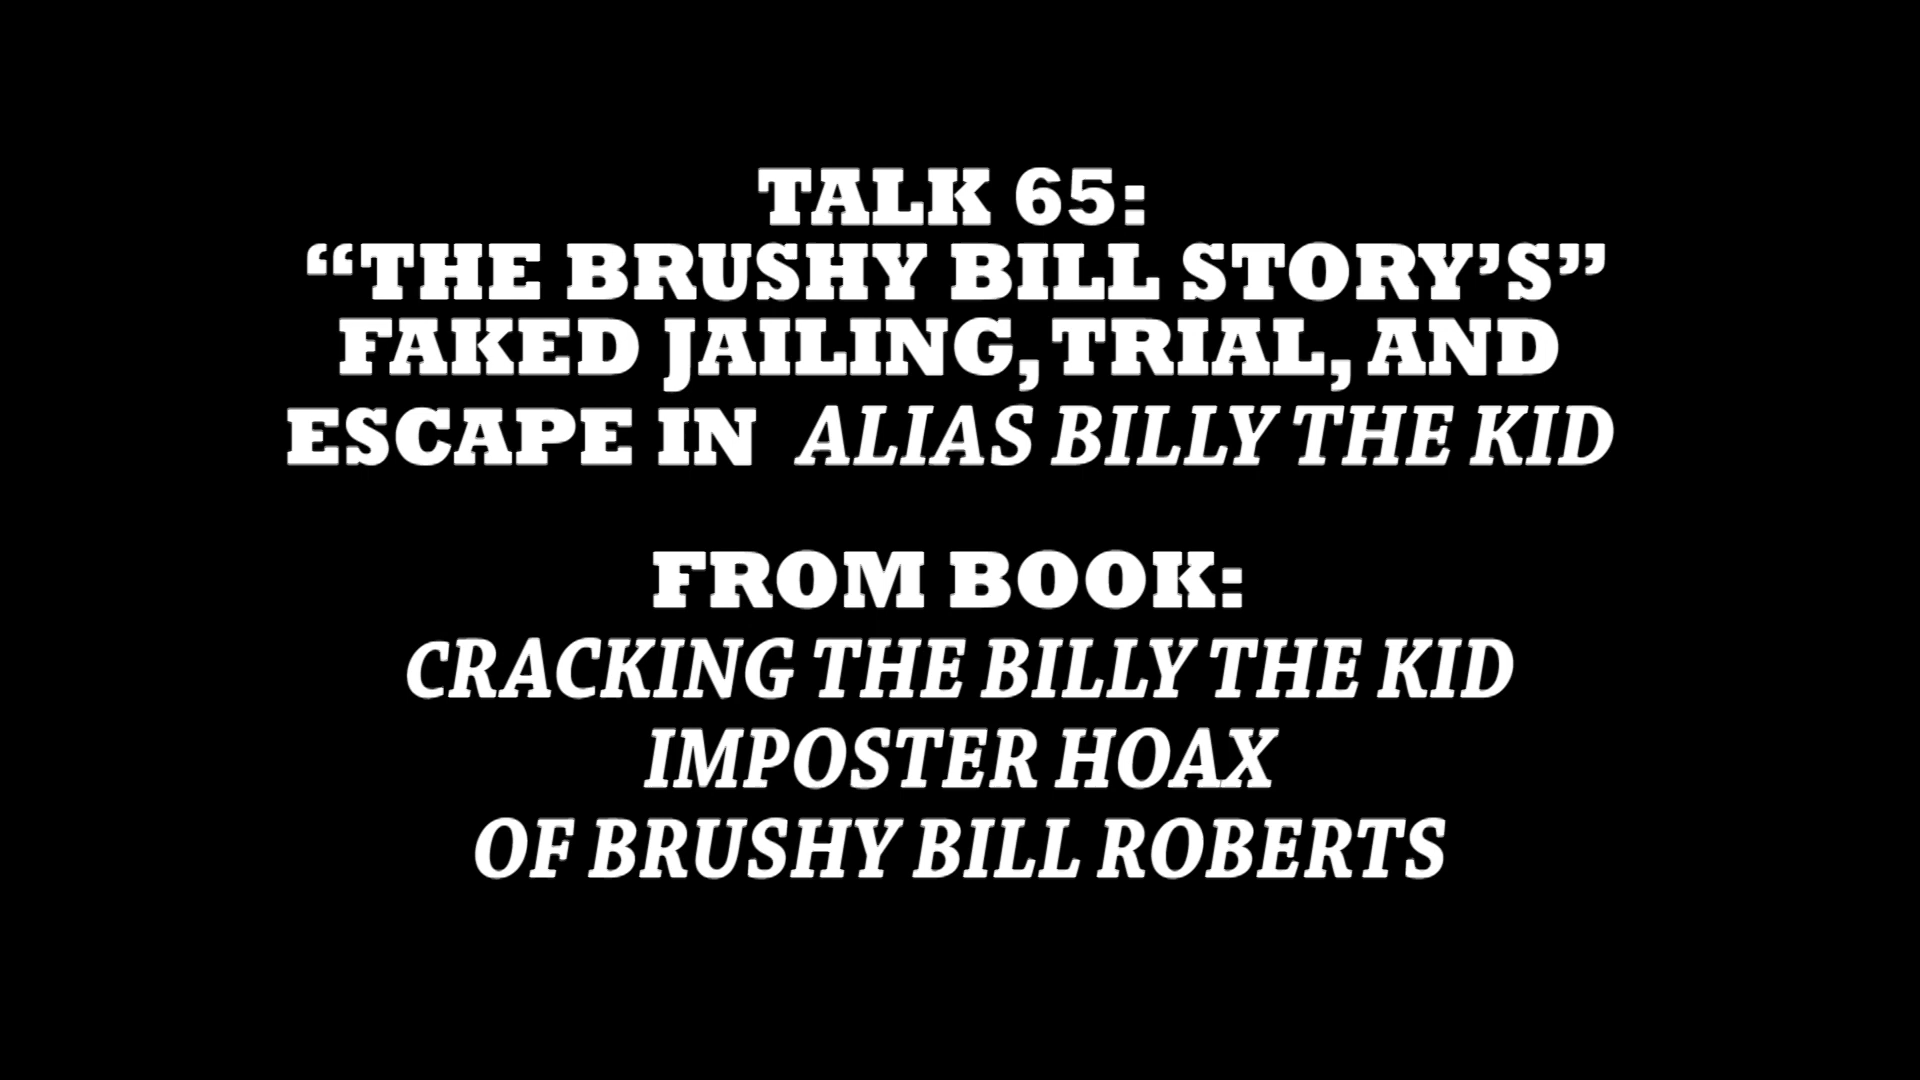 TALK 65:
“THE BRUSHY BILL STORY’S”
FAKED JAILING, TRIAL, AND
ESCAPE IN ALIAS BILLY THE KID
FROM BOOK:
CRACKING THE BILLY THE KID
IMPOSTER HOAX
OF BRUSHY BILL ROBERTS